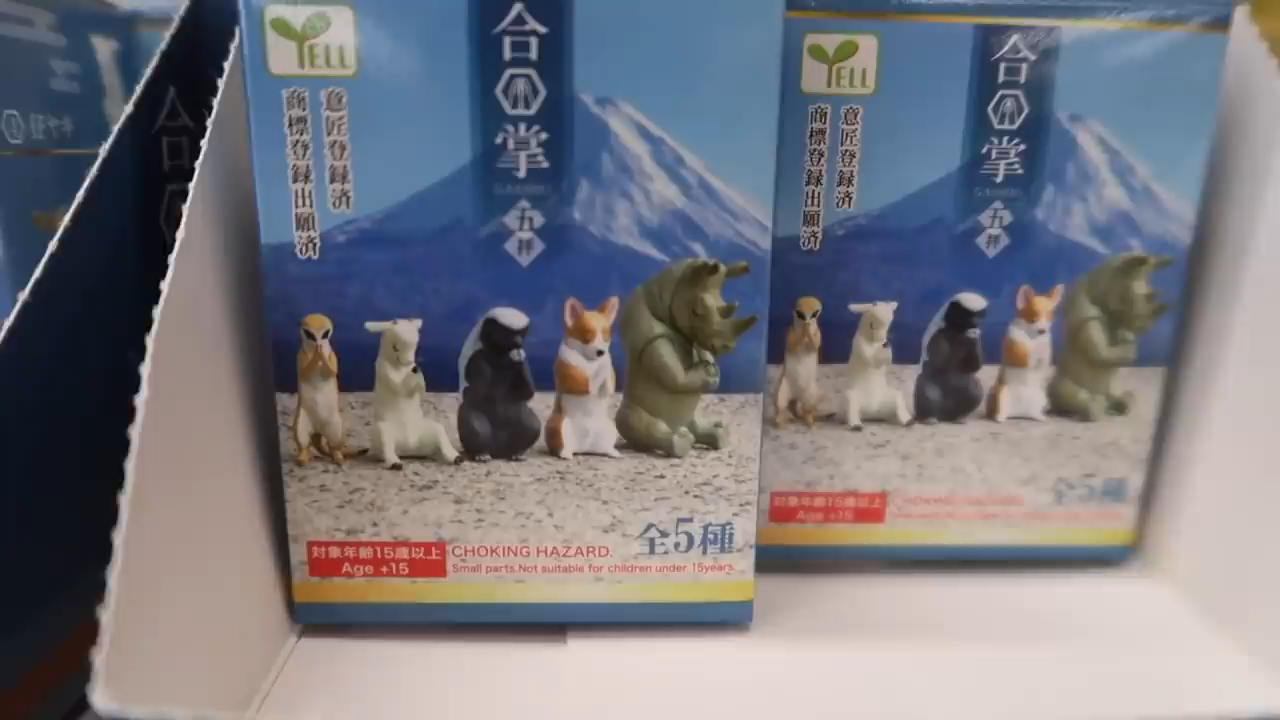 YELL
意匠登録済
商標登録出願済
合掌
五拝
対象年齢15歳以上
Age +15
CHOKING HAZARD.
Small parts.Not suitable for children under 15years.
全5種
YELL
意匠登録済
商標登録出願済
合掌
五拝
対象年齢15歳以上
Age +15
CHOKING HAZARD.
全5種
合